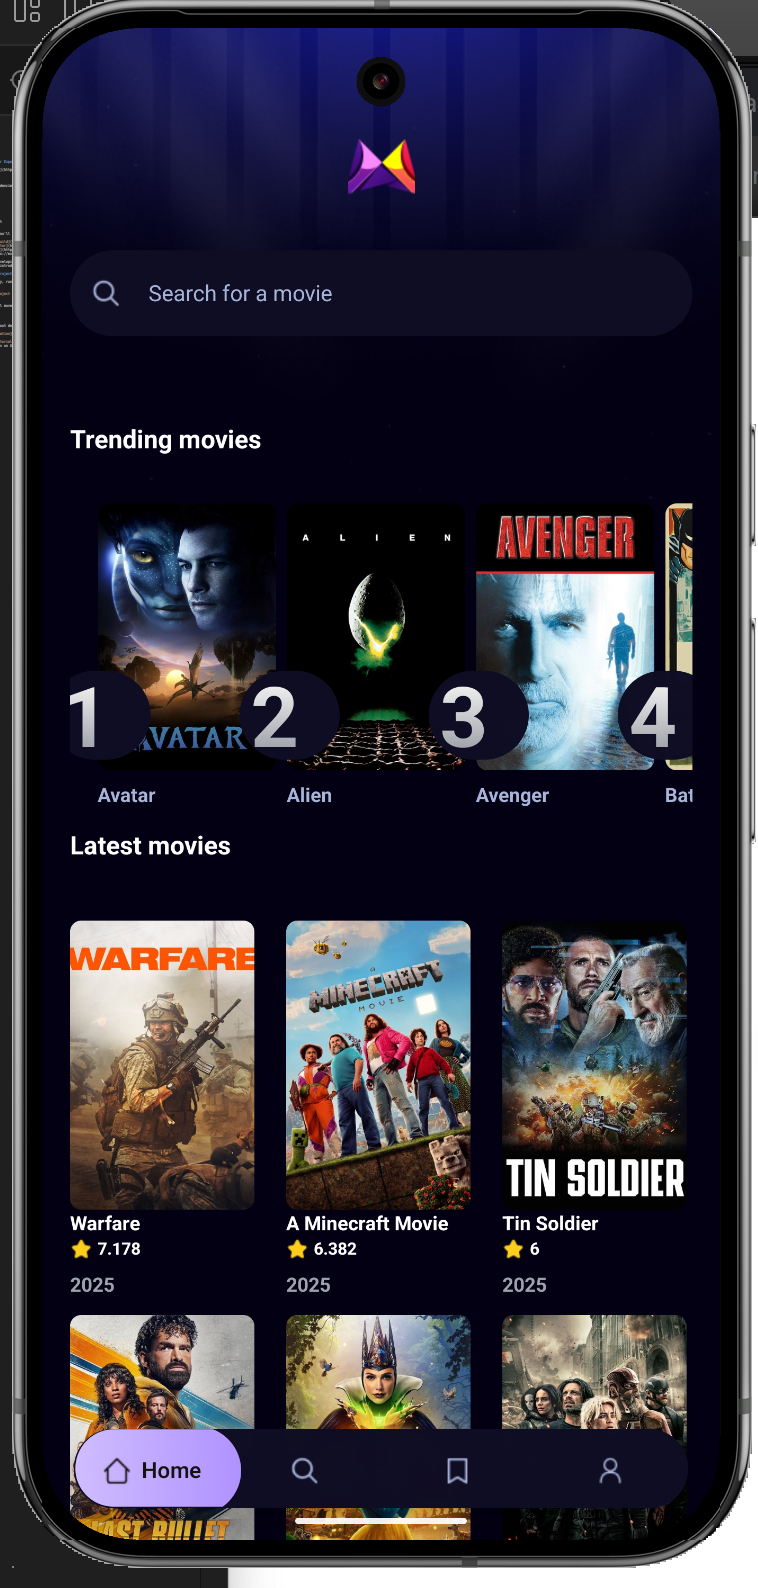 Search for a movie
Trending movies
AVATAR
ALIEN
AVENGER
1
2
3
4
Avatar
Alien
Avenger
Bat
Latest movies
WARFARE
A
MINECRAFT
MOVIE
TIN SOLDIER
Warfare
A Minecraft Movie
Tin Soldier
7.178
6.382
6
2025
2025
2025
LAST BULLET
Home